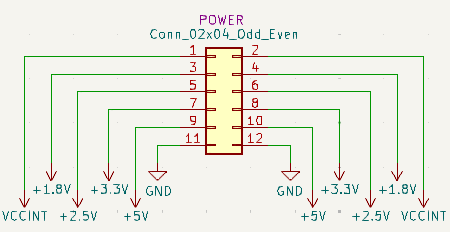 POWER
Conn_02x04_Odd_Even
1 2
3 4
5 6
7 8
9 10
11 12
+1.8V +3.3V GND GND +3.3V +1.8V
VCCINT +2.5V +5V +5V +2.5V VCCINT